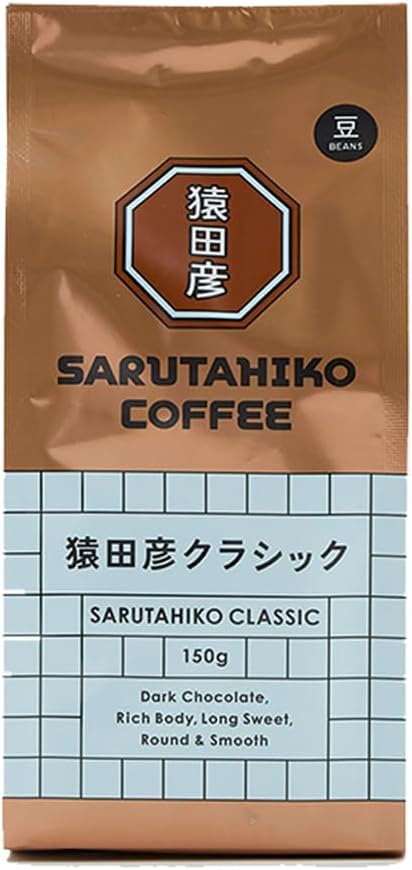 豆
BEANS
猿田彦
SARUTAHIKO
COFFEE
猿田彦クラシック
SARUTAHIKO CLASSIC
150g
Dark Chocolate,
Rich Body, Long Sweet,
Round & Smooth